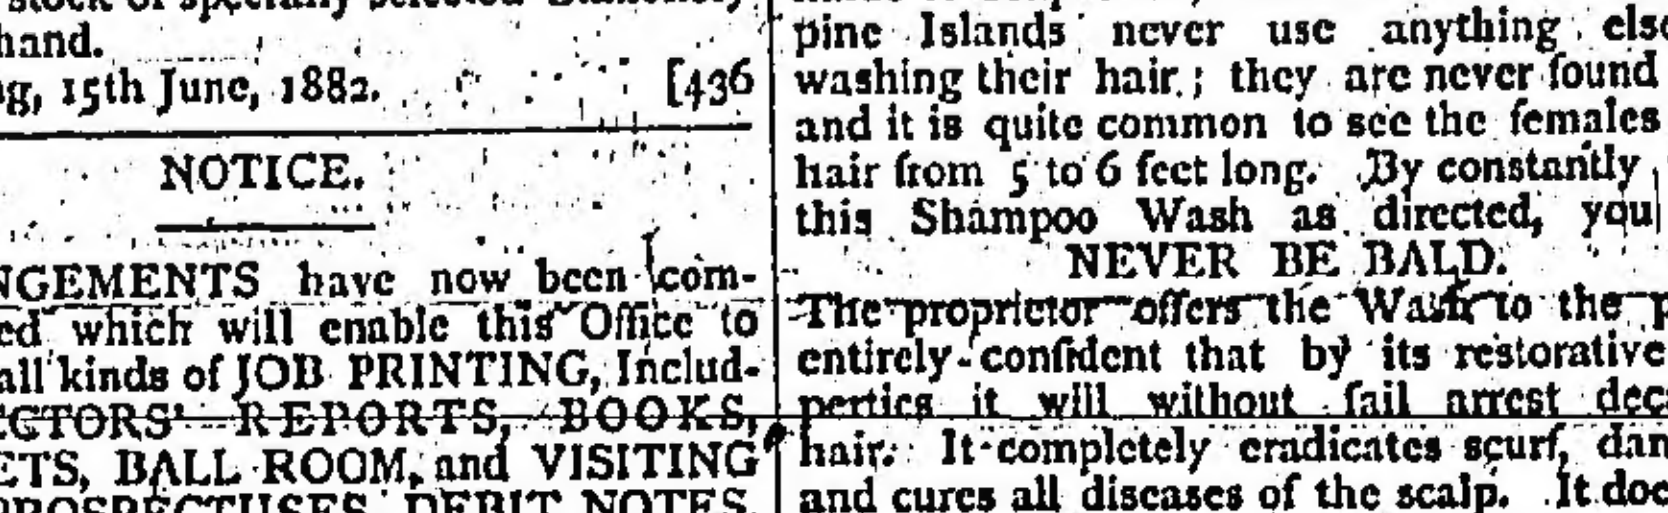 stock of specially selected Stationery
hand.
g, 15th June, 1882. [436
NOTICE.
NGEMENTS have now been com-
ed which will enable this Office to
all kinds of JOB PRINTING, Includ-
ECTORS' REPORTS, BOOKS,
ETS, BALL ROOM, and VISITING
PROSPECTUSES, DEBIT NOTES,
pine Islands never use anything else
washing their hair; they are never found
and it is quite common to see the females
hair from 5 to 6 feet long. By constantly
this Shampoo Wash as directed, you
NEVER BE BALD.
The proprietor offers the Wash to the p
entirely confident that by its restorative
perties it will without fail arrest dec
hair. It completely eradicates scurf, dan
and cures all diseases of the scalp. It doe